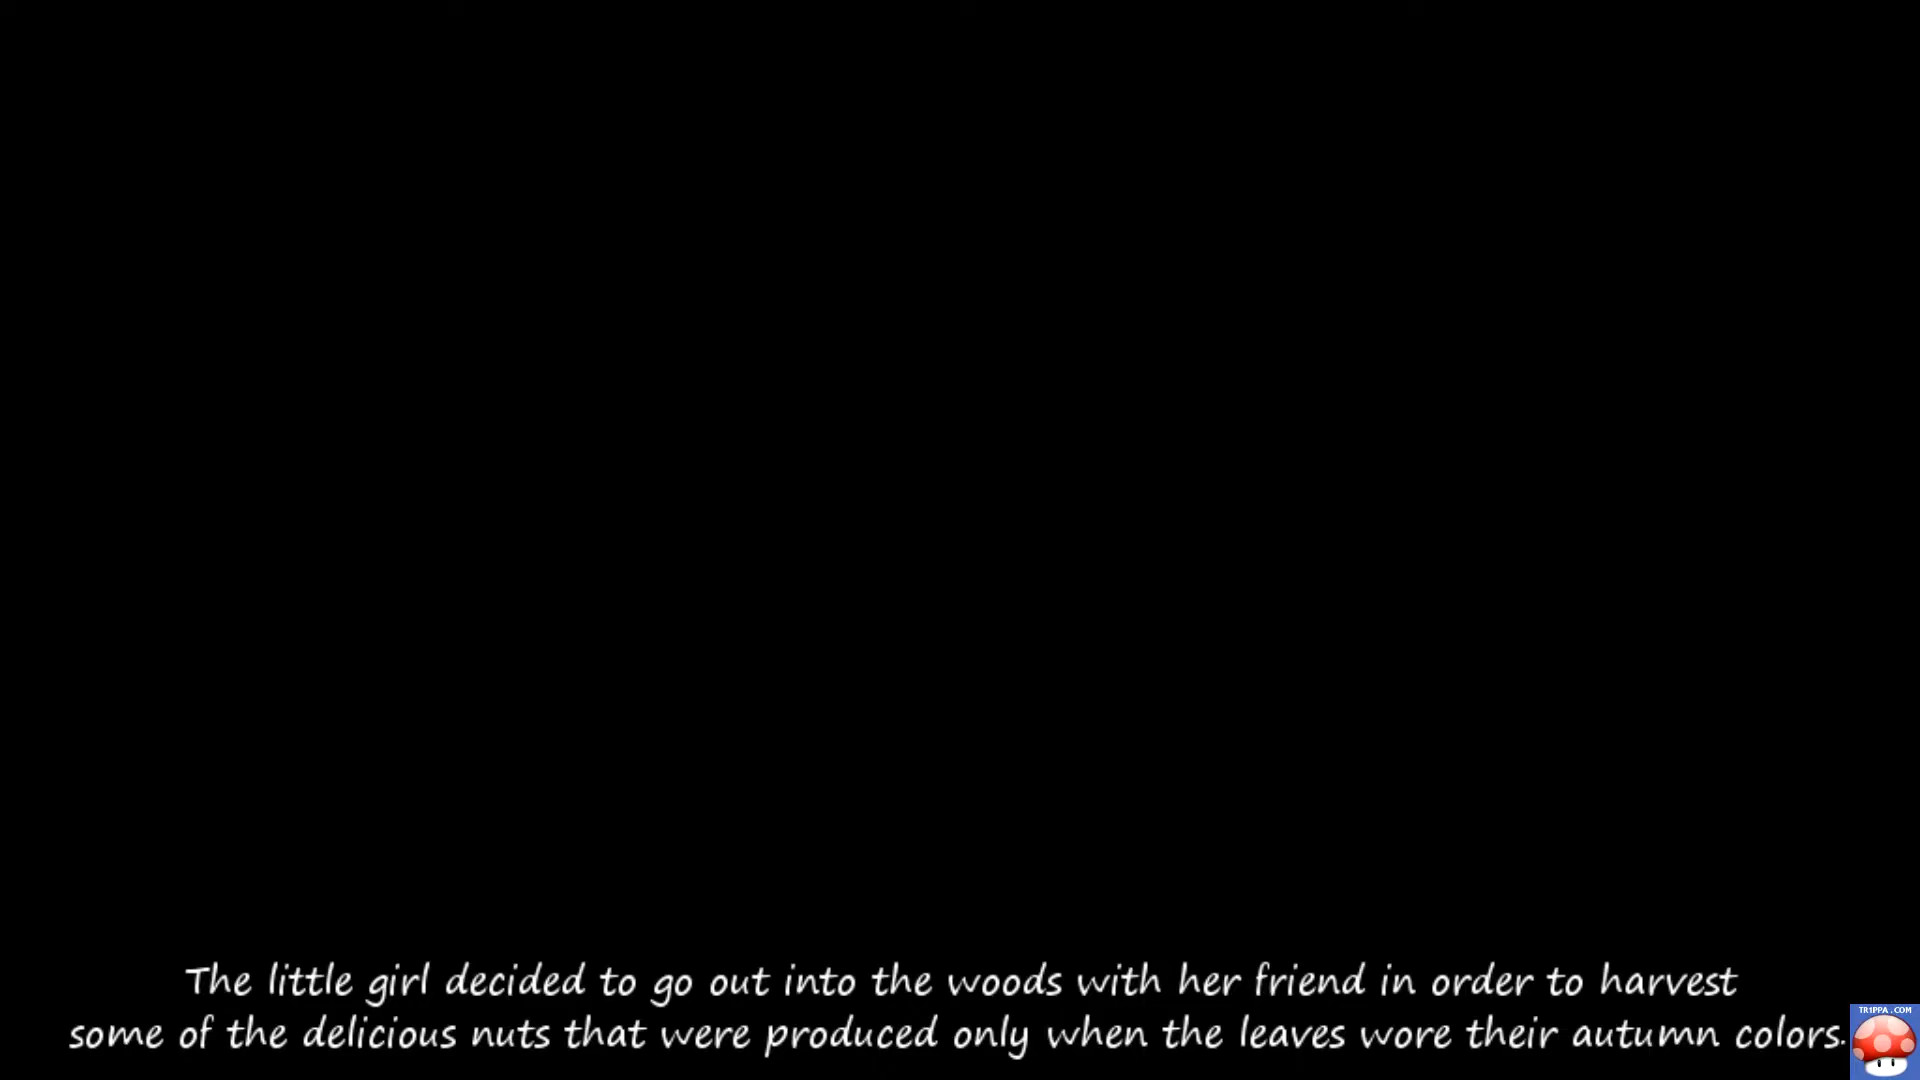 The little girl decided to go out into the woods with her friend in order to harvest
some of the delicious nuts that were produced only when the leaves wore their autumn colors.
TR1PPA.COM